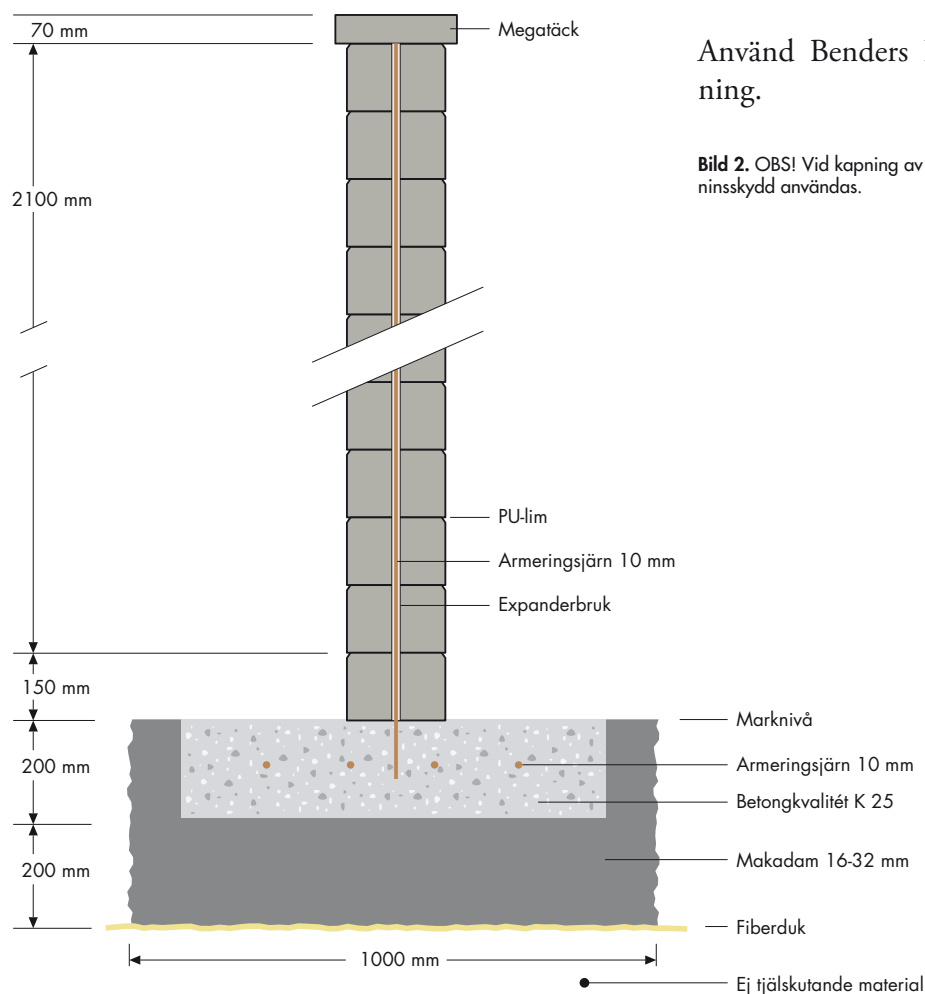 70 mm
Megatäck
Använd Benders
ning.
Bild 2. OBS! Vid kapning av
ninsskydd användas.
2100 mm
PU-lim
Armeringsjärn 10 mm
Expanderbruk
150 mm
Marknivå
200 mm
Armeringsjärn 10 mm
Betongkvalitét K 25
200 mm
Makadam 16-32 mm
Fiberduk
1000 mm
Ej tjälskutande material